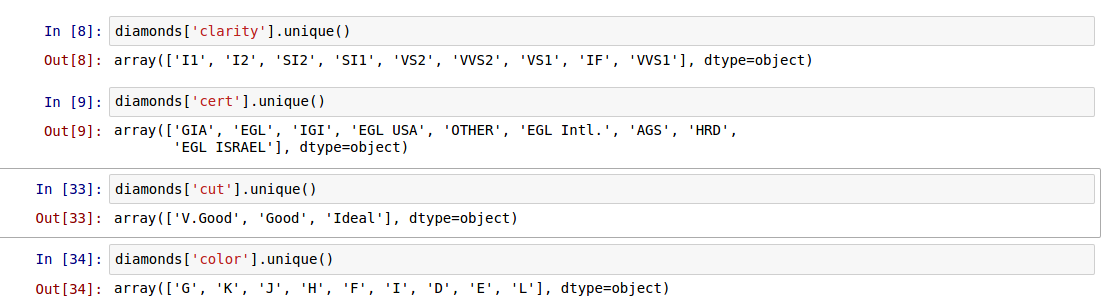 In [8]: diamonds['clarity'].unique()
Out[8]: array(['I1', 'I2', 'SI2', 'SI1', 'VS2', 'VVS2', 'VS1', 'IF', 'VVS1'], dtype=object)
In [9]: diamonds['cert'].unique()
Out[9]: array(['GIA', 'EGL', 'IGI', 'EGL USA', 'OTHER', 'EGL Intl.', 'AGS', 'HRD',
'EGL ISRAEL'], dtype=object)
In [33]: diamonds['cut'].unique()
Out[33]: array(['V.Good', 'Good', 'Ideal'], dtype=object)
In [34]: diamonds['color'].unique()
Out[34]: array(['G', 'K', 'J', 'H', 'F', 'I', 'D', 'E', 'L'], dtype=object)